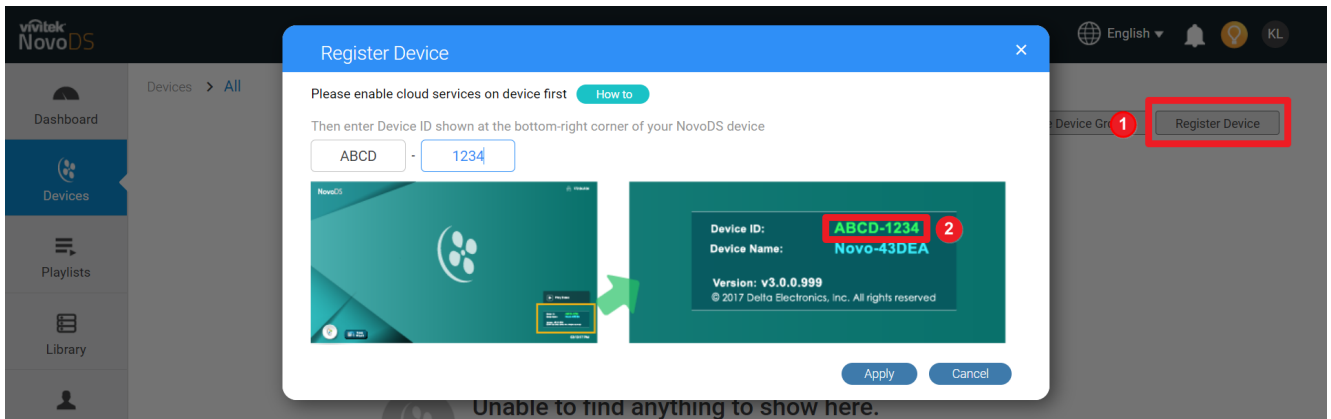 vivitek
NovoDS
English
KL
Register Device
×
Devices > All
Please enable cloud services on device first
How to
Then enter Device ID shown at the bottom-right corner of your NovoDS device
ABCD - 1234
Dashboard
Devices
Playlists
Library
e Device Gro
1
Register Device
NovoDS
Device ID: ABCD-1234
2
Device Name: Novo-43DEA
Version: v3.0.0.999
© 2017 Delta Electronics, Inc. All rights reserved
Apply
Cancel
Unable to find anything to show here.